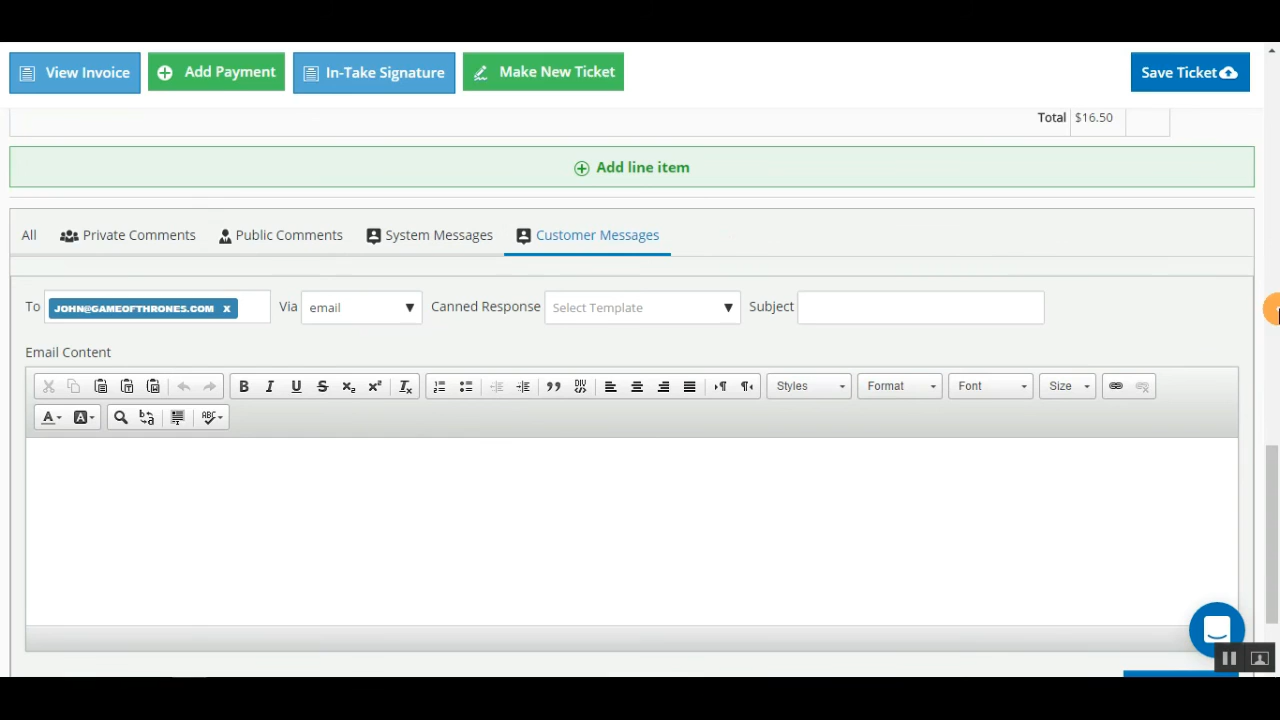 View Invoice Add Payment In-Take Signature Make New Ticket Save Ticket
Total $16.50
Add line item
All Private Comments Public Comments System Messages Customer Messages
To JOHN@GAMEOFTHRONES.COM x Via email Canned Response Select Template Subject
Email Content
Styles Format Font Size